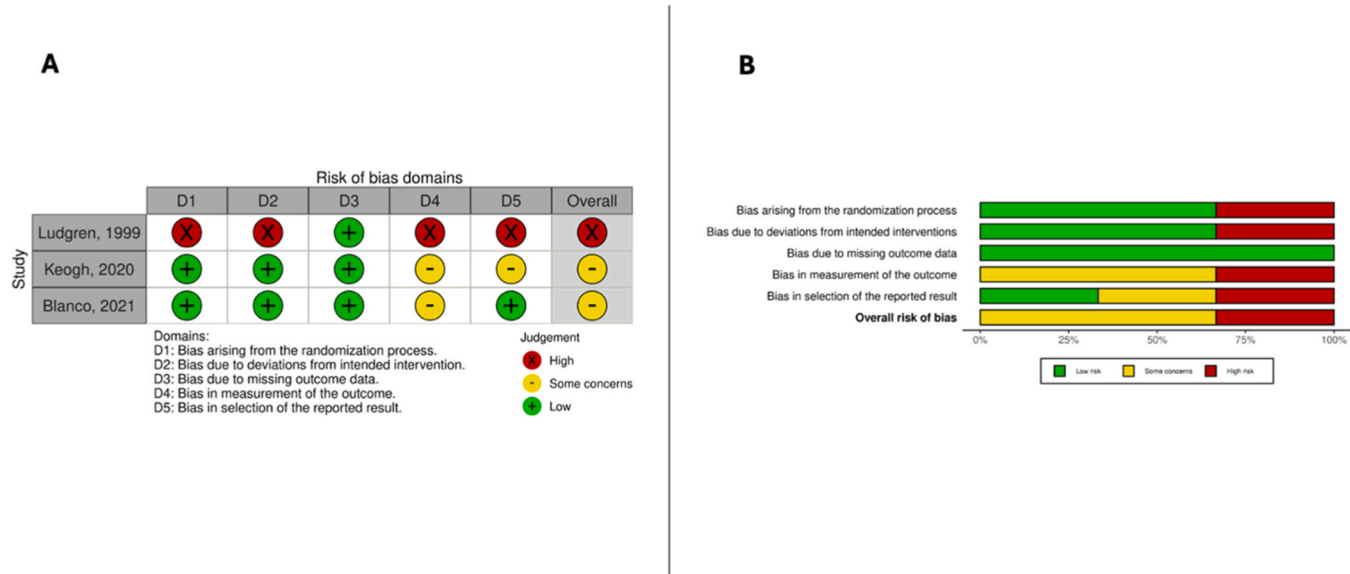 A
Risk of bias domains
D1 D2 D3 D4 D5 Overall
Study
Ludgren, 1999 X X + X X X
Keogh, 2020 + + + - - -
Blanco, 2021 + + + - + -
Domains:
D1: Bias arising from the randomization process.
D2: Bias due to deviations from intended intervention.
D3: Bias due to missing outcome data.
D4: Bias in measurement of the outcome.
D5: Bias in selection of the reported result.
Judgement
X High
- Some concerns
+ Low
B
Bias arising from the randomization process
Bias due to deviations from intended interventions
Bias due to missing outcome data
Bias in measurement of the outcome
Bias in selection of the reported result
Overall risk of bias
0% 25% 50% 75% 100%
Low risk Some concerns High risk